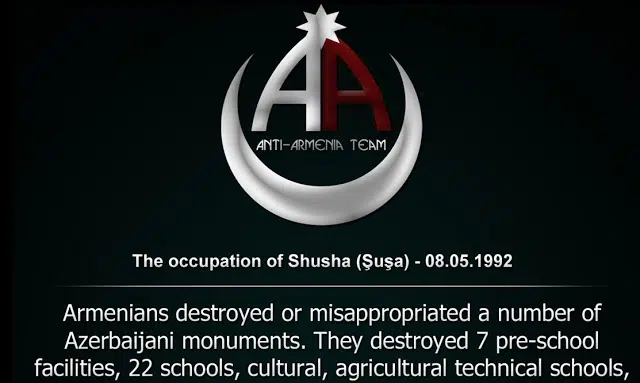 AA
ANTI-ARMENIA TEAM
The occupation of Shusha (Şuşa) - 08.05.1992
Armenians destroyed or misappropriated a number of
Azerbaijani monuments. They destroyed 7 pre-school
facilities, 22 schools, cultural, agricultural technical schools,